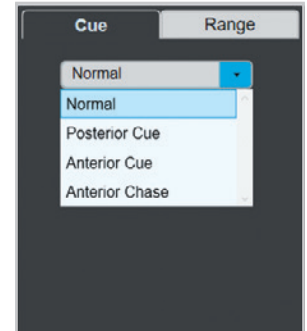 Cue Range
Normal
Normal
Posterior Cue
Anterior Cue
Anterior Chase